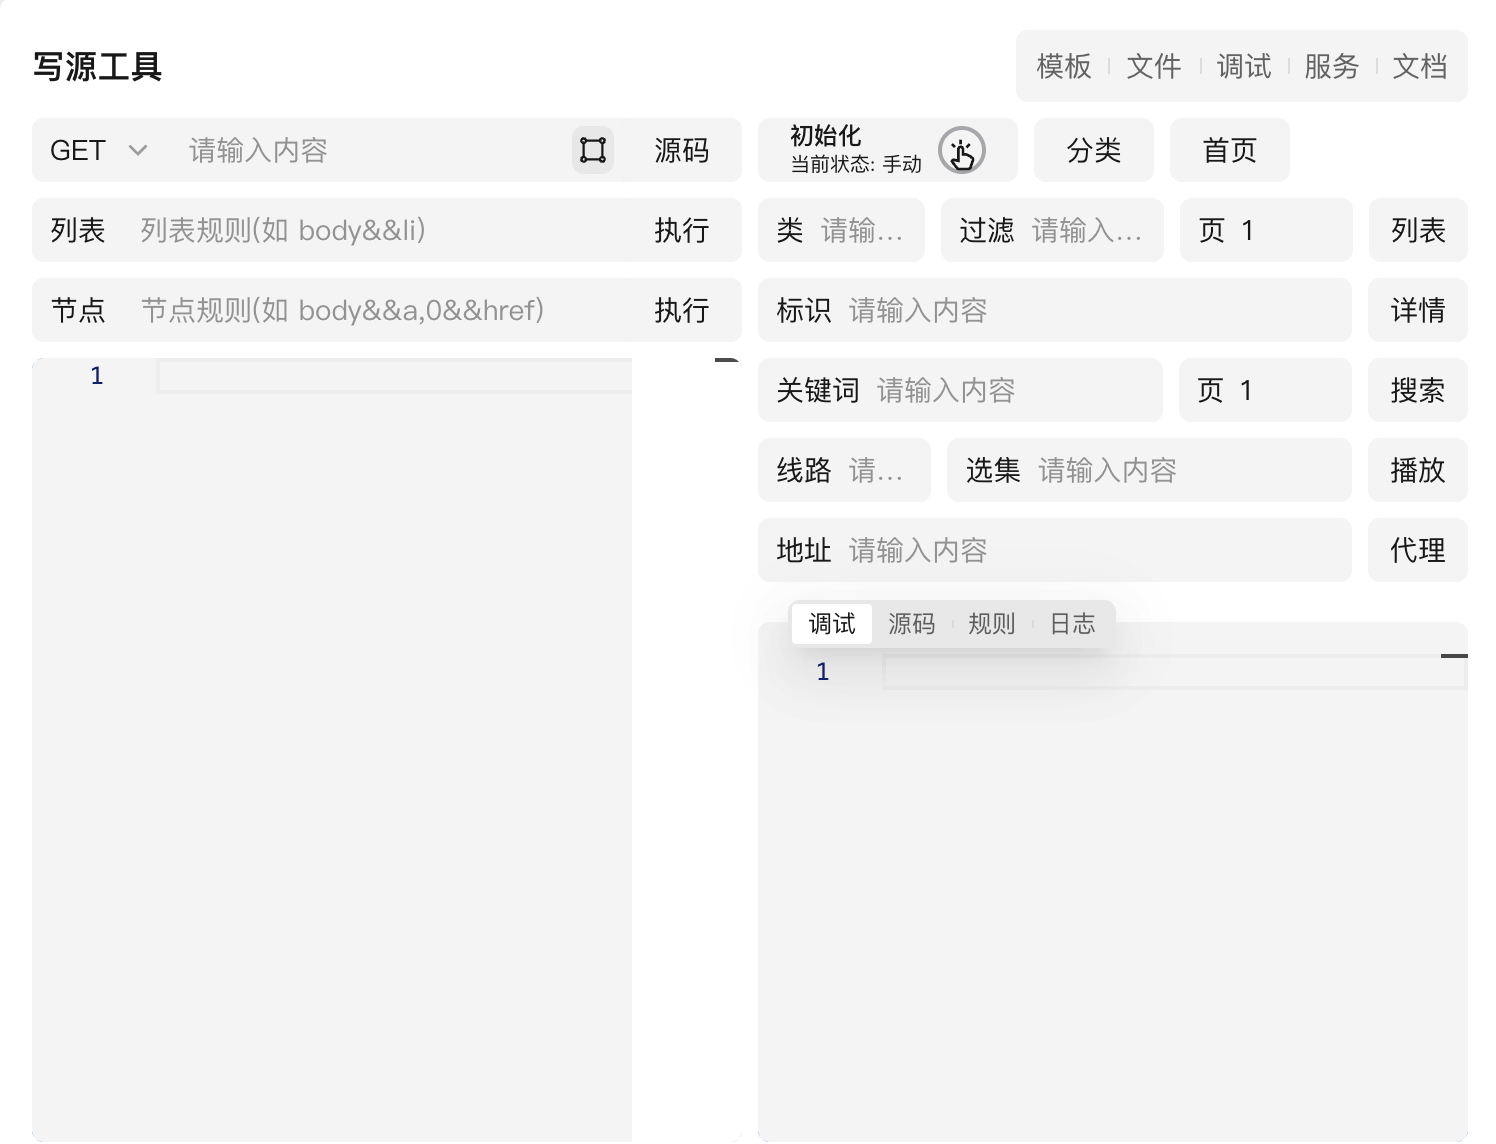 写源工具
模板 文件 调试 服务 文档
GET 请输入内容 源码
列表 列表规则(如 body&&li) 执行
节点 节点规则(如 body&&a,0&&href) 执行
1
初始化
当前状态: 手动
分类 首页
类 请输... 过滤 请输入... 页 1 列表
标识 请输入内容 详情
关键词 请输入内容 页 1 搜索
线路 请... 选集 请输入内容 播放
地址 请输入内容 代理
调试 源码 规则 日志
1